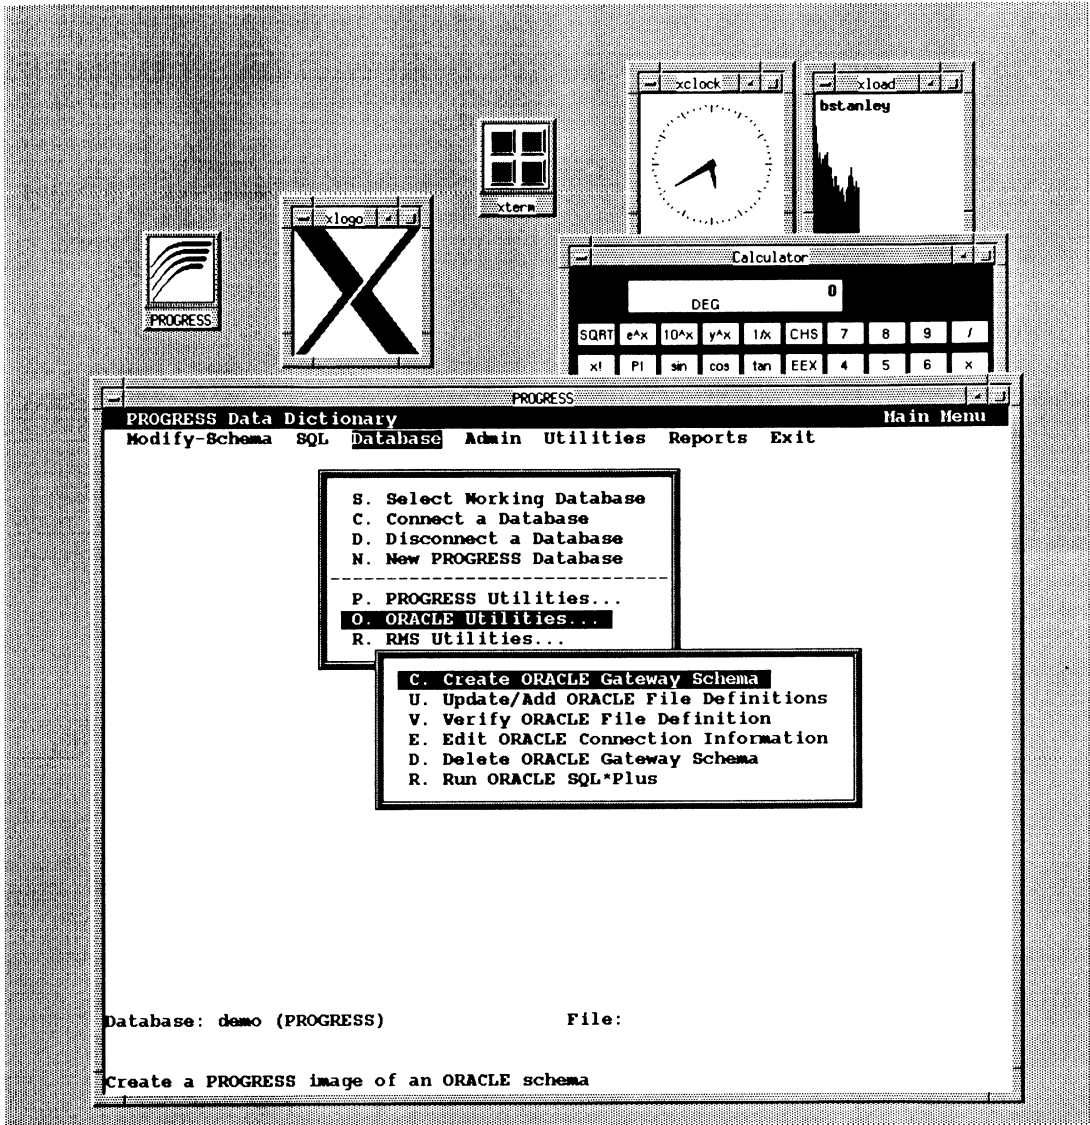 xclock
xload
bstanley
xterm
xlogo
PROGRESS
Calculator
0
DEG
SQRT e^x 10^x y^x 1/x CHS 7 8 9 /
x! PI sin cos tan EEX 4 5 6 x
PROGRESS
PROGRESS Data Dictionary Main Menu
Modify-Schema SQL Database Admin Utilities Reports Exit
S. Select Working Database
C. Connect a Database
D. Disconnect a Database
N. New PROGRESS Database
P. PROGRESS Utilities...
O. ORACLE Utilities...
R. RMS Utilities...
C. Create ORACLE Gateway Schema
U. Update/Add ORACLE File Definitions
V. Verify ORACLE File Definition
E. Edit ORACLE Connection Information
D. Delete ORACLE Gateway Schema
R. Run ORACLE SQL*Plus
Database: demo (PROGRESS) File:
Create a PROGRESS image of an ORACLE schema